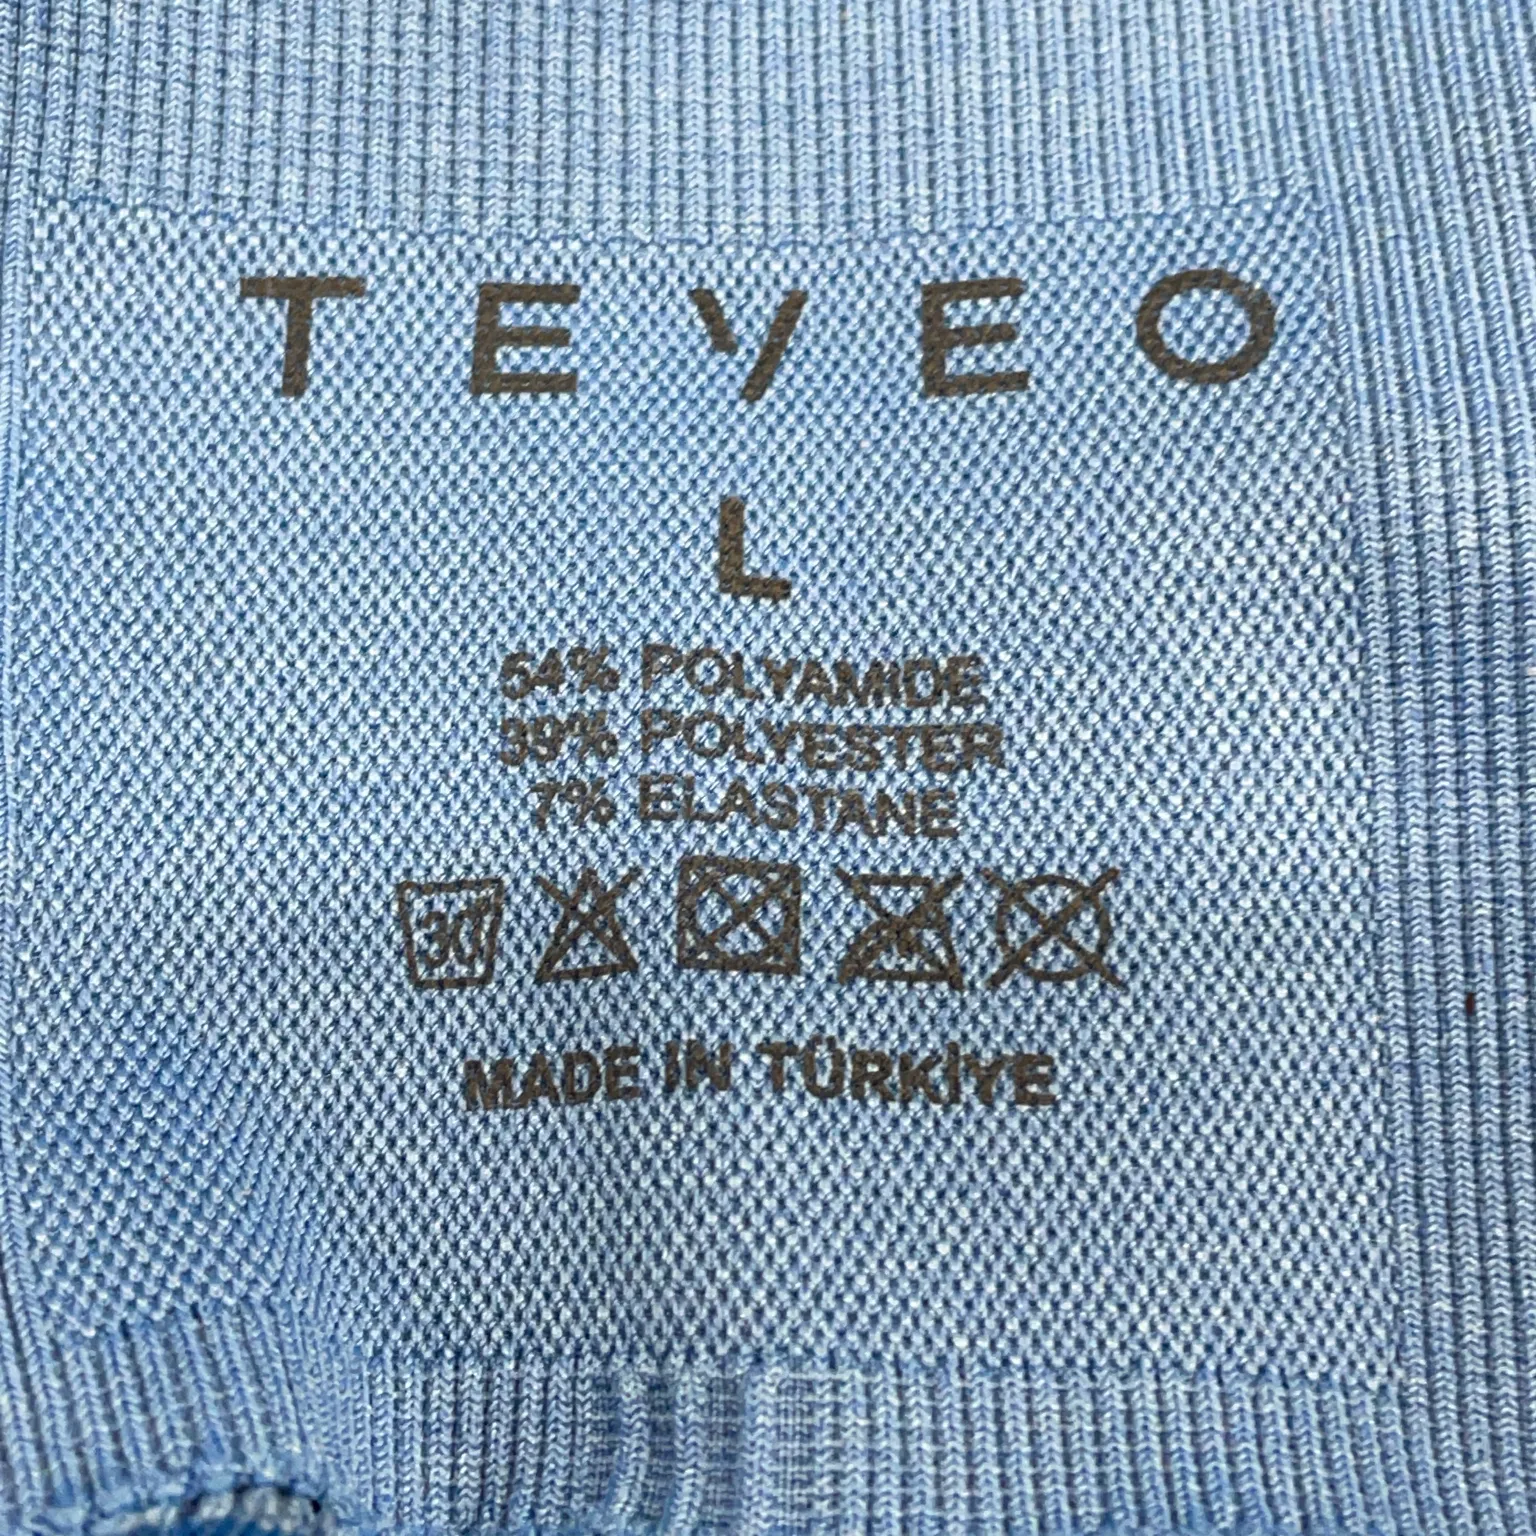 TEYEO
L
54% POLYAMIDE
39% POLYESTER
7% ELASTANE
30°
MADE IN TÜRKİYE